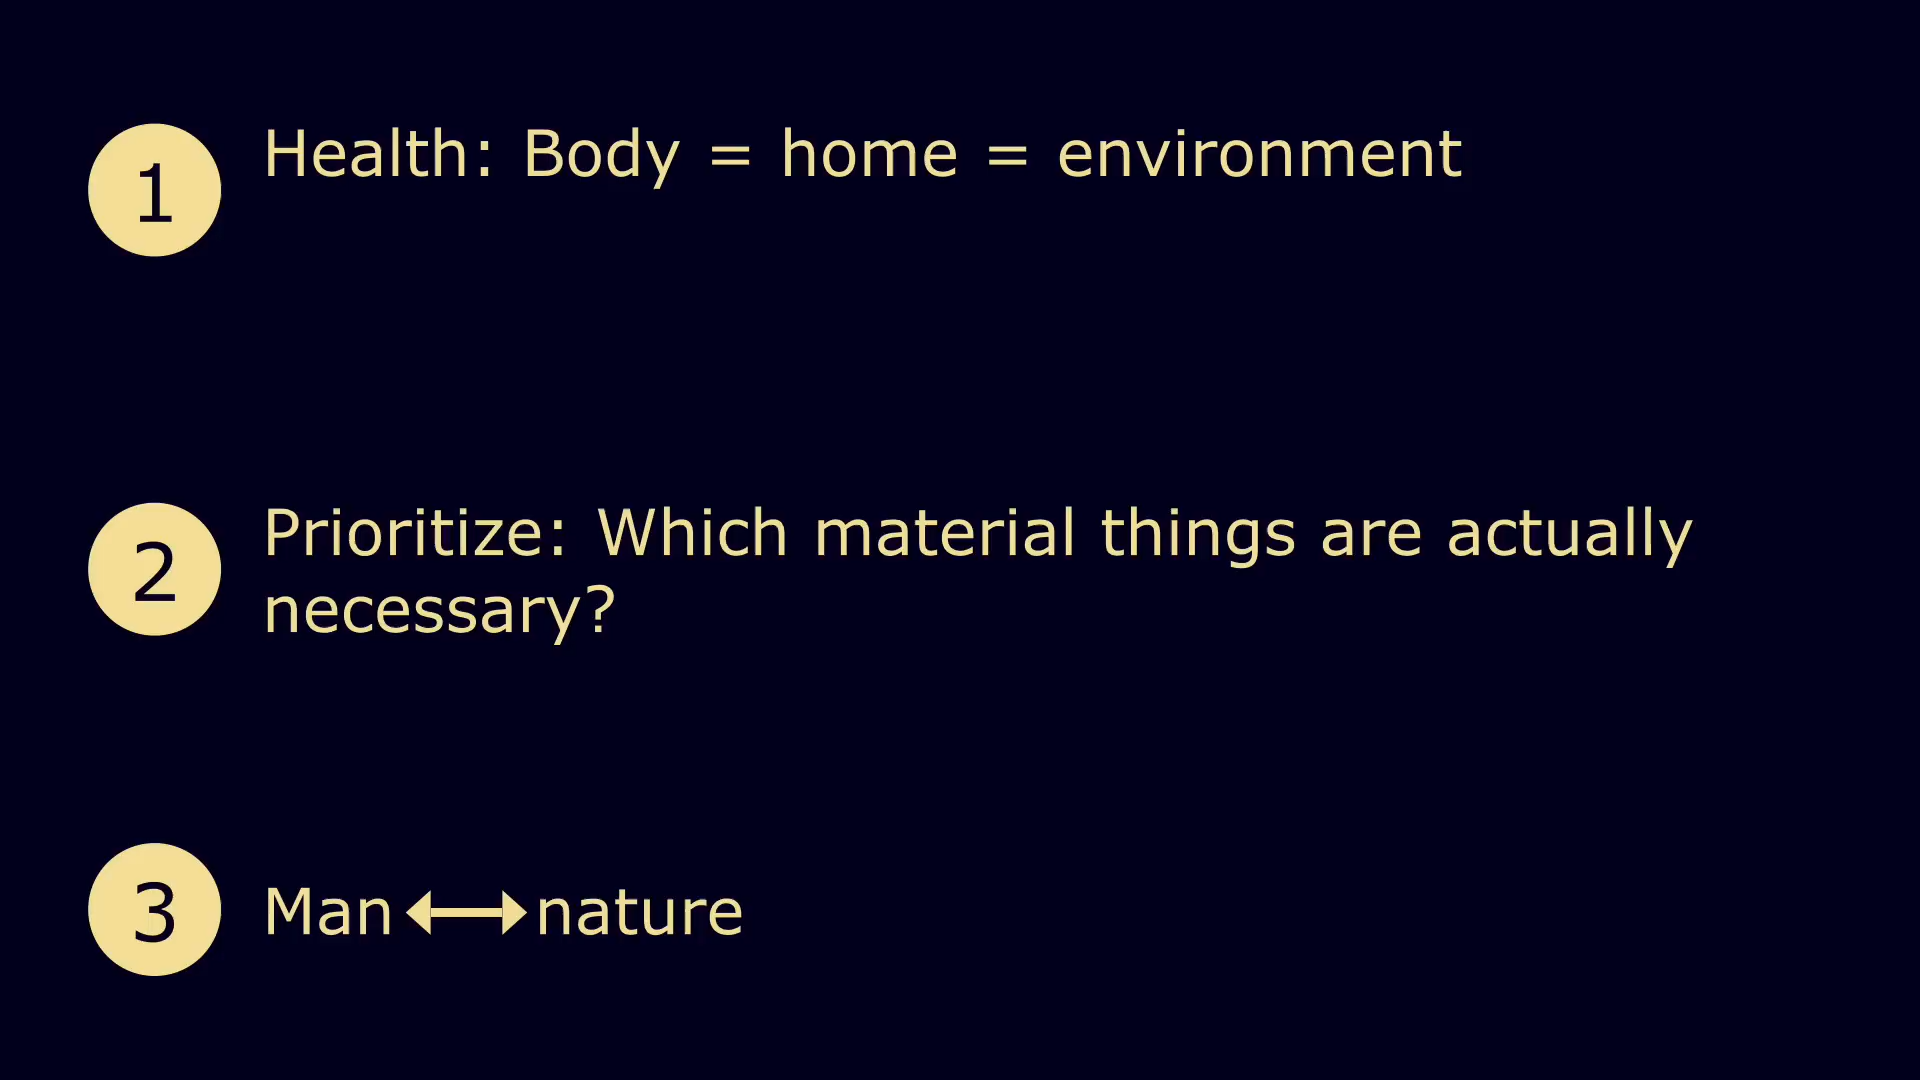 1 Health: Body = home = environment
2 Prioritize: Which material things are actually
necessary?
3 Man ↔ nature